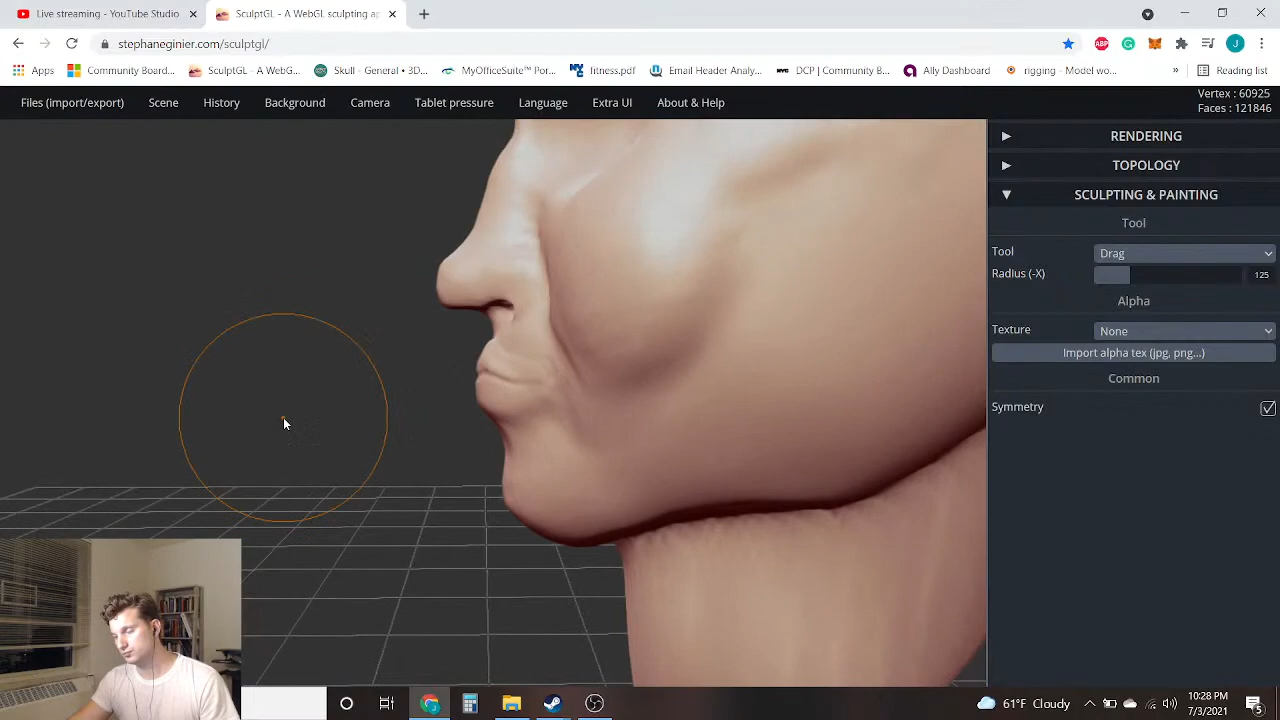 Live streaming - YouTube Studio
SculptGL - A WebGL sculpting ap
stephaneginier.com/sculptgl/
Apps
Community Board...
SculptGL - A WebG...
Skull - General • 3D...
MyOfficeSuite™ Por...
fitness.pdf
Email Header Analy...
DCP | Community B...
Ally Dashboard
rigging - Model wo...
»
Reading list
Files (import/export)
Scene
History
Background
Camera
Tablet pressure
Language
Extra UI
About & Help
Vertex : 60925
Faces : 121846
RENDERING
TOPOLOGY
SCULPTING & PAINTING
Tool
Tool
Drag
Radius (-X)
125
Alpha
Texture
None
Import alpha tex (jpg, png...)
Common
Symmetry
61°F Cloudy
10:28 PM
7/3/2021